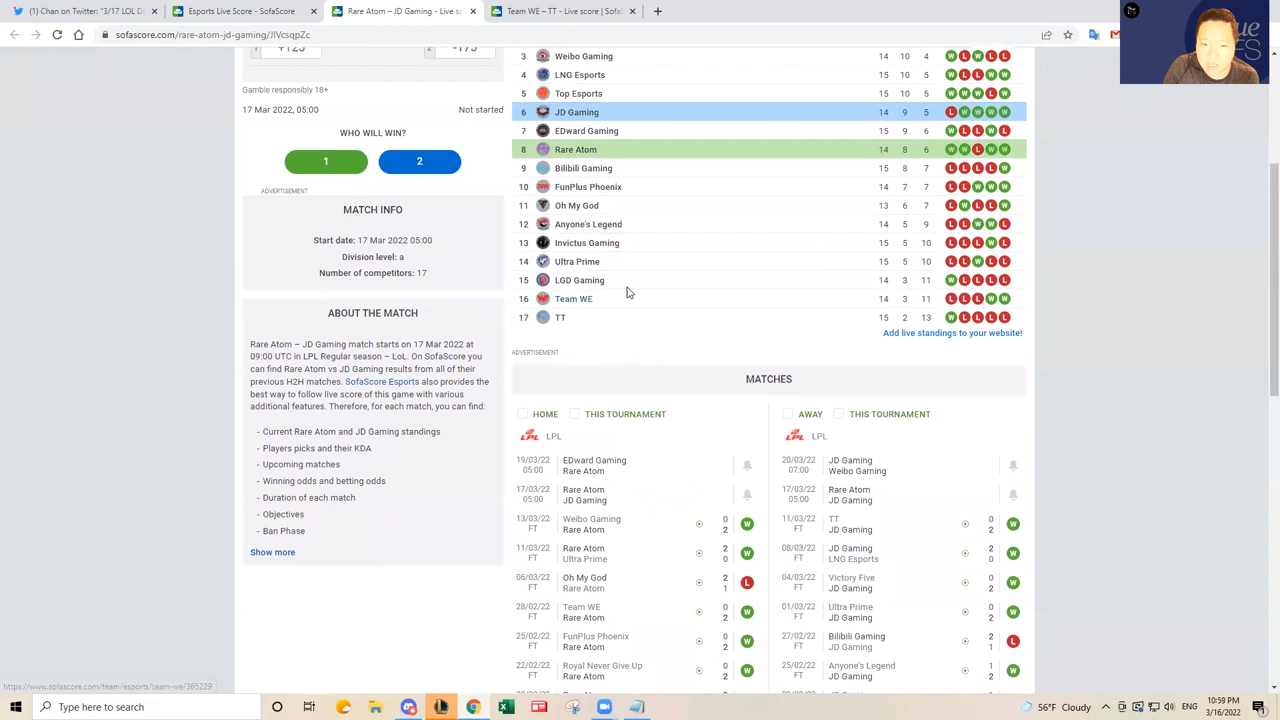 (1) Chan on Twitter: "3/17 LOL D
Esports Live Scores
Rare Atom - JD Gaming - Live sc
Team WE - TT - Live score | Sofa
sofascore.com/rare-atom-jd-gaming/JIVcsqpZc
1 +125 2 -175
Gamble responsibly 18+
17 Mar 2022, 05:00 Not started
WHO WILL WIN?
1 2
ADVERTISEMENT
MATCH INFO
Start date: 17 Mar 2022 05:00
Division level: a
Number of competitors: 17
ABOUT THE MATCH
Rare Atom – JD Gaming match starts on 17 Mar 2022 at
09:00 UTC in LPL Regular season – LoL. On SofaScore you
can find Rare Atom vs JD Gaming results from all of their
previous H2H matches. SofaScore Esports also provides the
best way to follow live score of this game with various
additional features. Therefore, for each match, you can find:
- Current Rare Atom and JD Gaming standings
- Players picks and their KDA
- Upcoming matches
- Winning odds and betting odds
- Duration of each match
- Objectives
- Ban Phase
Show more
3 Weibo Gaming 14 10 4 W L W L L
4 LNG Esports 15 10 5 W L L W W
5 Top Esports 15 10 5 W W W L W
6 JD Gaming 14 9 5 L W W W W
7 EDward Gaming 15 9 6 W L L W L
8 Rare Atom 14 8 6 W W L W W
9 Bilibili Gaming 15 8 7 L L L L W
10 FunPlus Phoenix 14 7 7 L L W W W
11 Oh My God 13 6 7 L W L L W
12 Anyone's Legend 14 5 9 L L W W L
13 Invictus Gaming 15 5 10 L L L W L
14 Ultra Prime 15 5 10 L L W L L
15 LGD Gaming 14 3 11 W L L L L
16 Team WE 14 3 11 L L L W W
17 TT 15 2 13 W L L L L
Add live standings to your website!
ADVERTISEMENT
MATCHES
HOME THIS TOURNAMENT
LPL LPL
19/03/22 EDward Gaming
05:00 Rare Atom
17/03/22 Rare Atom
05:00 JD Gaming
13/03/22 Weibo Gaming 0
FT Rare Atom 2 W
11/03/22 Rare Atom 2
FT Ultra Prime 0 W
06/03/22 Oh My God 2
FT Rare Atom 1 L
28/02/22 Team WE 0
FT Rare Atom 2 W
25/02/22 FunPlus Phoenix 0
FT Rare Atom 2 W
22/02/22 Royal Never Give Up 0
FT Rare Atom 2 W
AWAY THIS TOURNAMENT
LPL LPL
20/03/22 JD Gaming
07:00 Weibo Gaming
17/03/22 Rare Atom
05:00 JD Gaming
11/03/22 TT 0
FT JD Gaming 2 W
08/03/22 JD Gaming 2
FT LNG Esports 0 W
04/03/22 Victory Five 0
FT JD Gaming 2 W
01/03/22 Ultra Prime 0
FT JD Gaming 2 W
27/02/22 Bilibili Gaming 2
FT JD Gaming 1 L
25/02/22 Anyone's Legend 1
FT JD Gaming 2 W
https://www.sofascore.com/team/esports/team-we/365229
Type here to search
56°F Cloudy
ENG
10:59 PM
3/16/2022